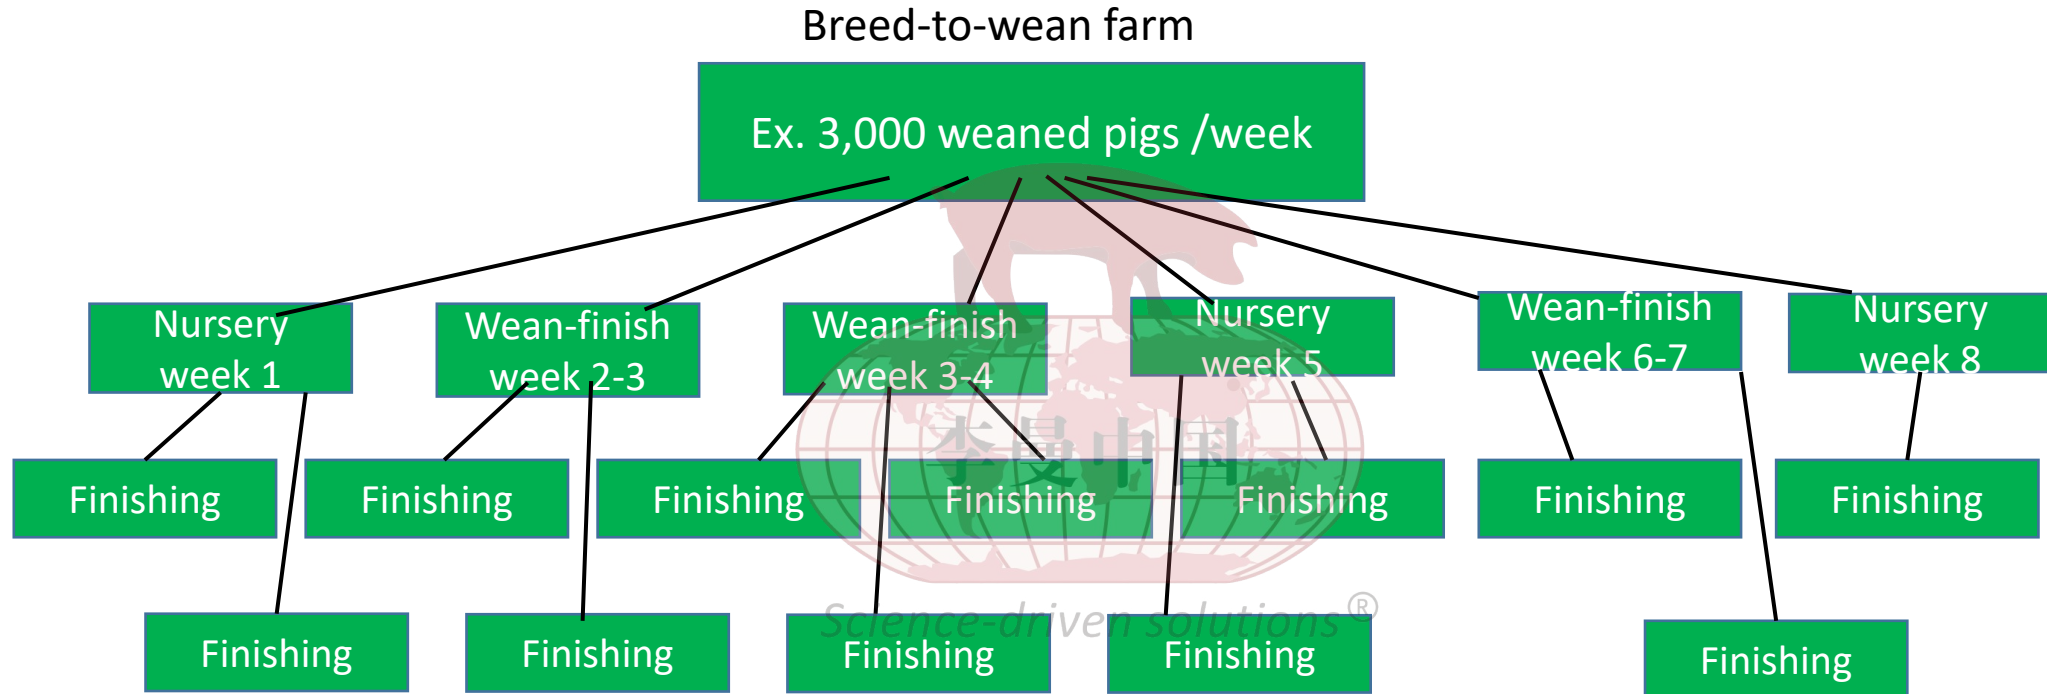 Breed-to-wean farm
Ex. 3,000 weaned pigs /week
Nursery
week 1
Wean-finish
week 2-3
Wean-finish
week 3-4
Nursery
week 5
Wean-finish
week 6-7
Nursery
week 8
李曼中国
Finishing
Finishing
Finishing
Finishing
Finishing
Finishing
Finishing
Science-driven solutions®
Finishing
Finishing
Finishing
Finishing
Finishing